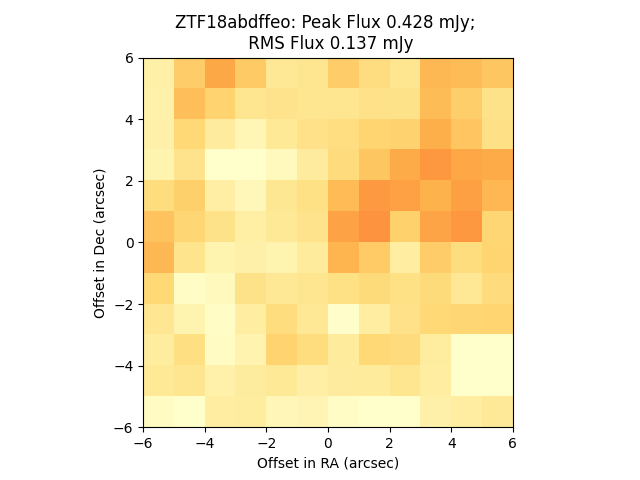 ZTF18abdffeo: Peak Flux 0.428 mJy;
RMS Flux 0.137 mJy
6
4
2
0
−2
−4
−6
Offset in Dec (arcsec)
−6 −4 −2 0 2 4 6
Offset in RA (arcsec)